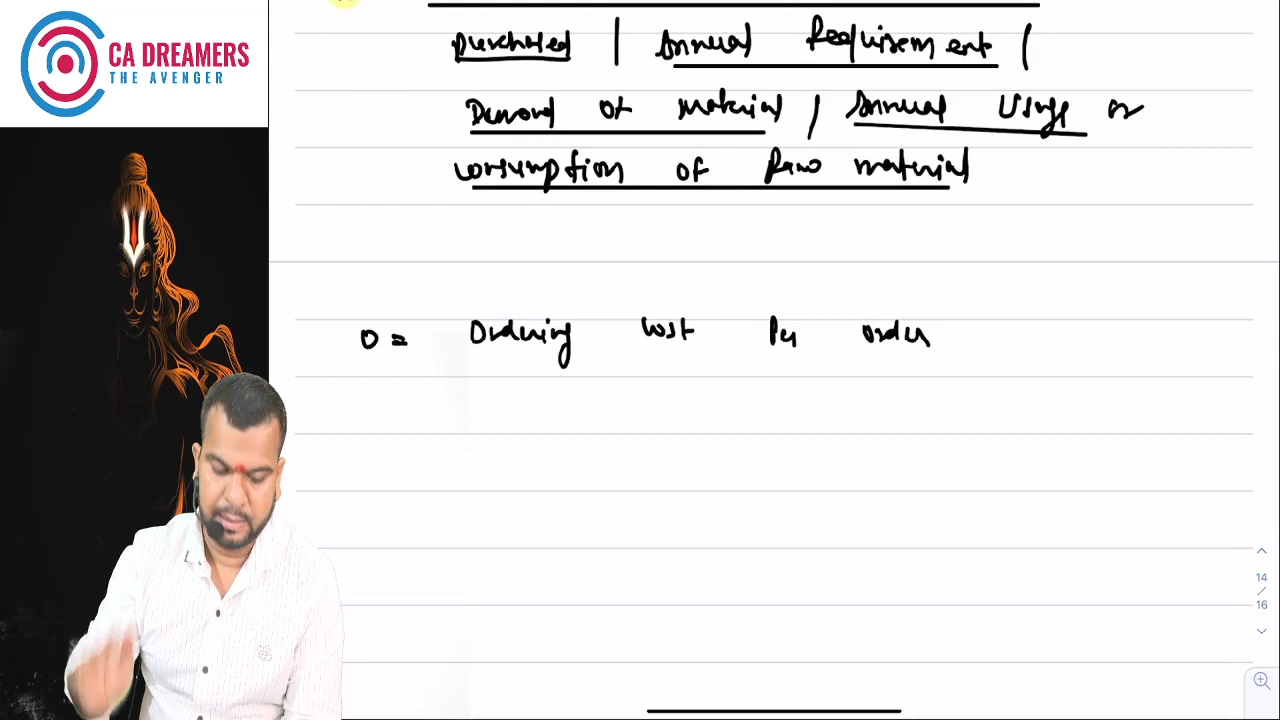 CA DREAMERS
THE AVENGER
purchased | Annual Requirement |
Demand of material / Annual Usage or
consumption of Raw material
O = Ordering cost Per order
14
16